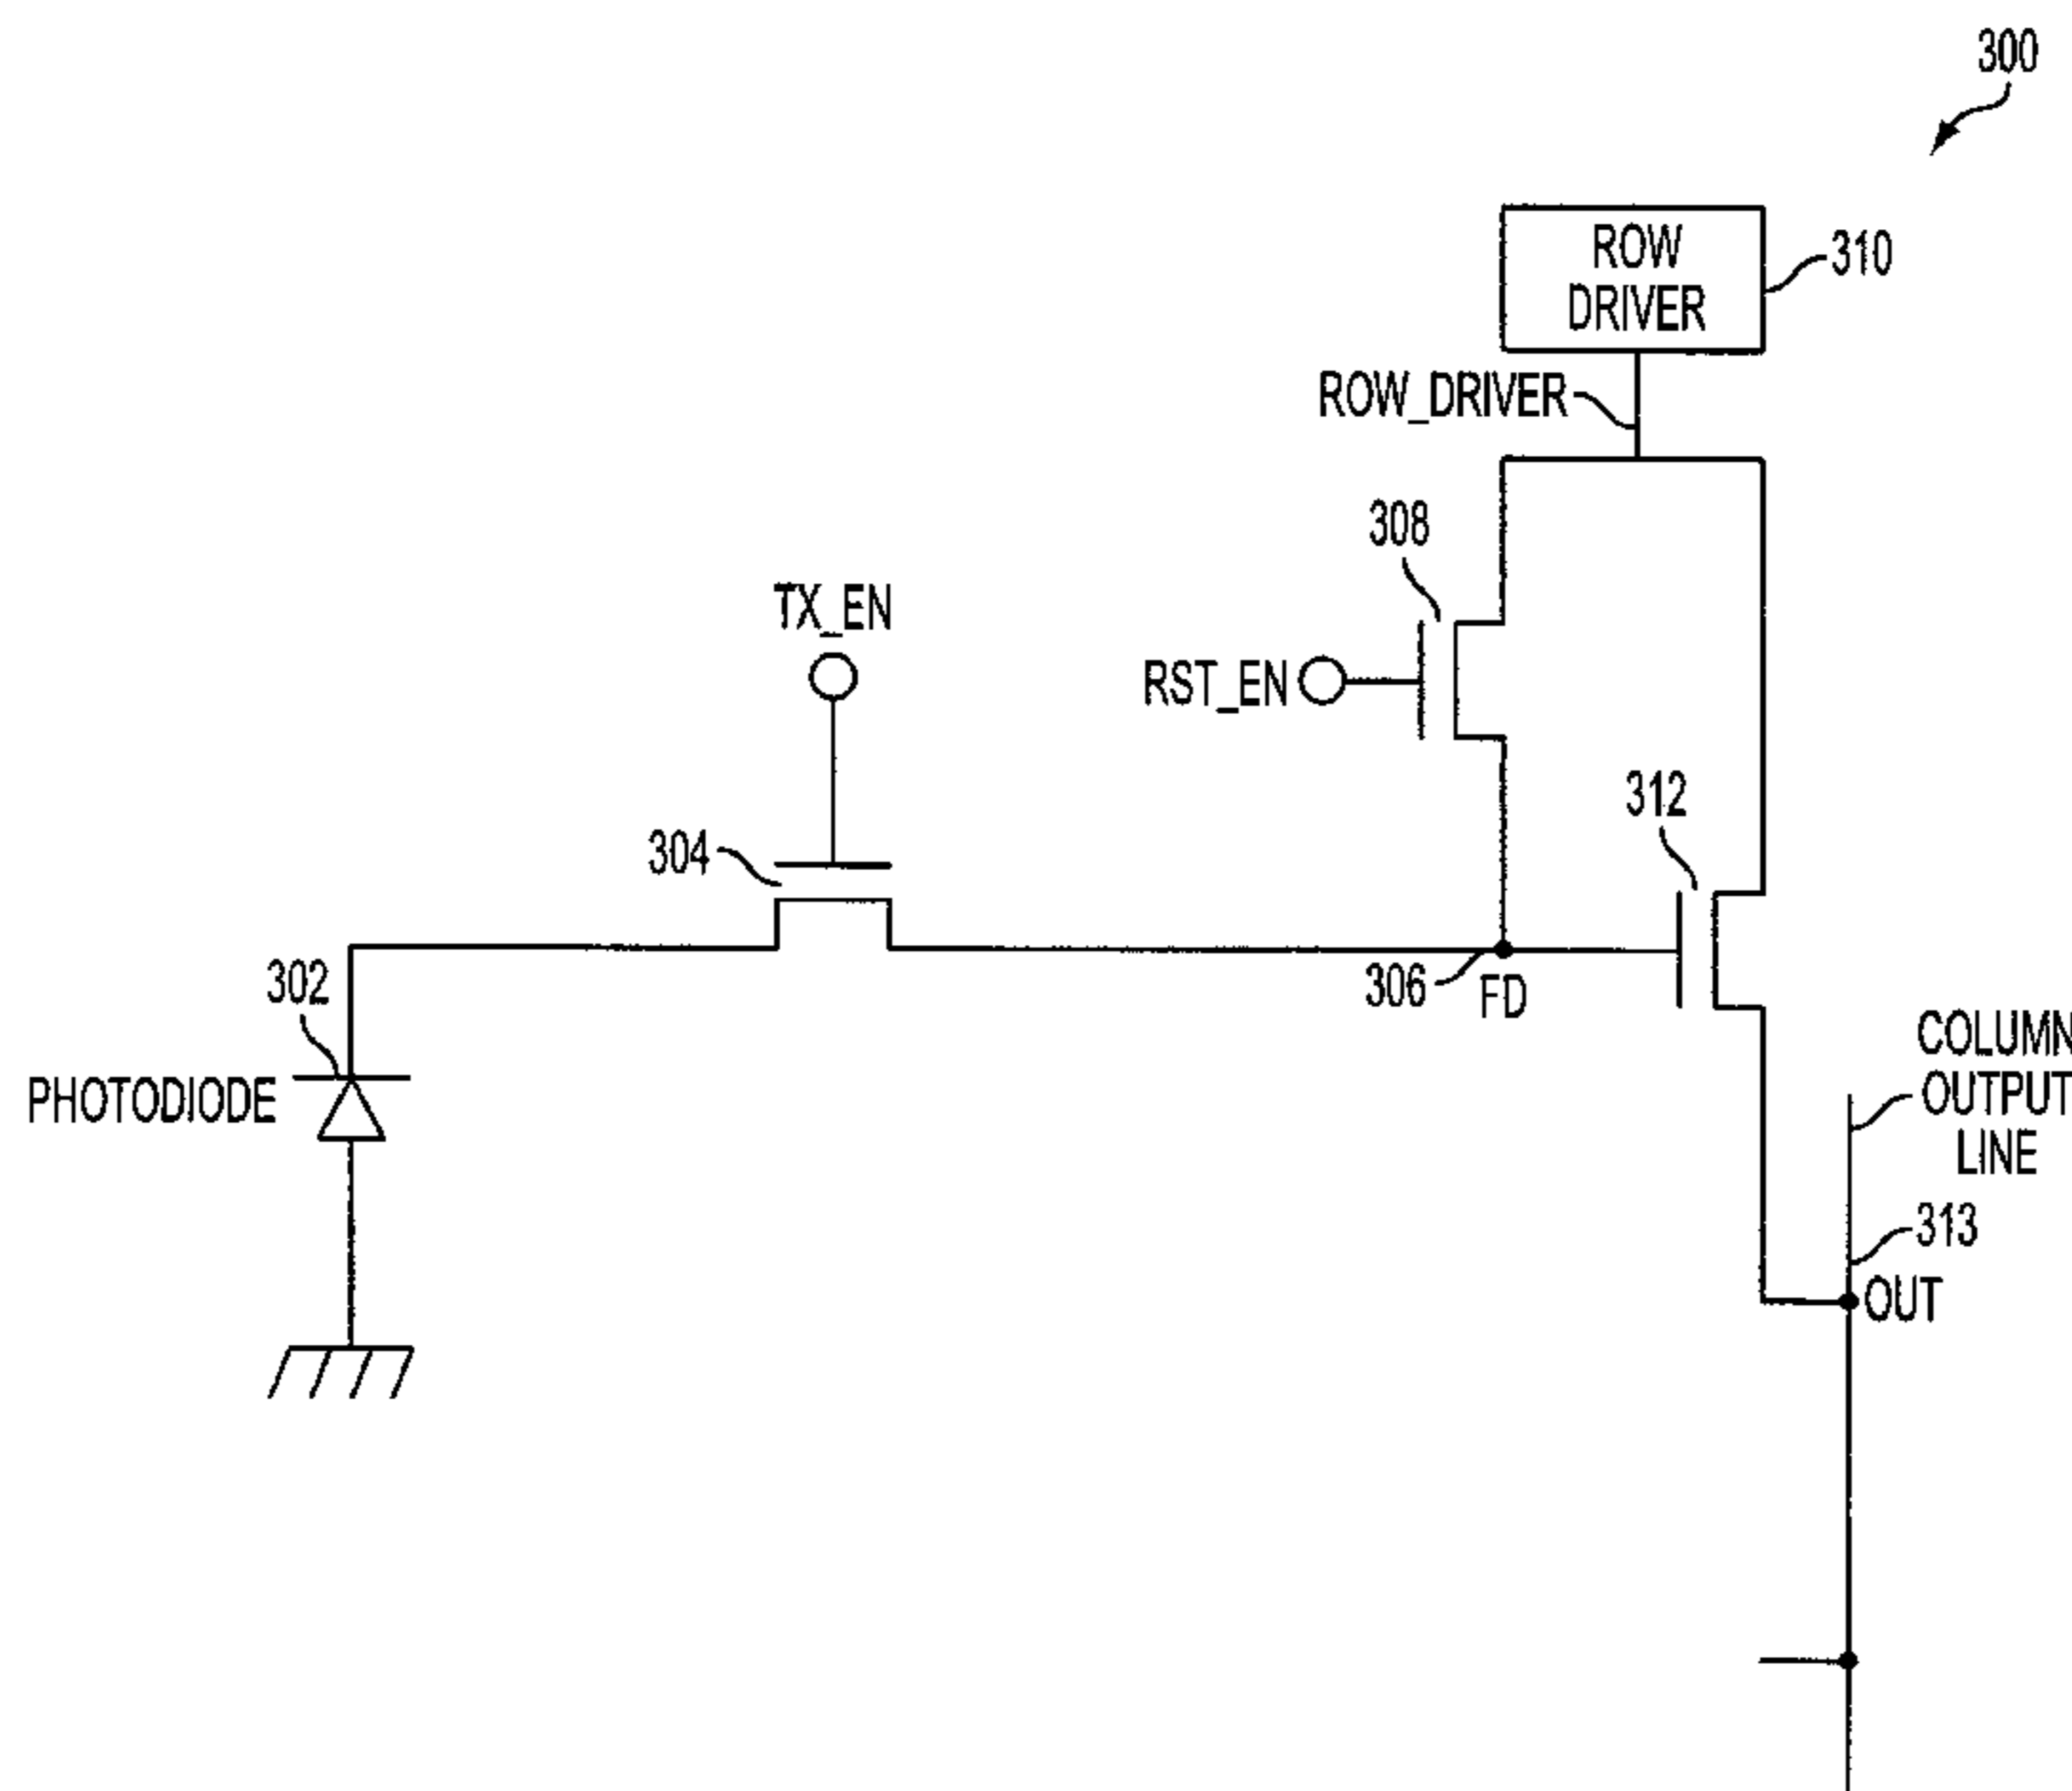 300
ROW
DRIVER
310
ROW_DRIVER
308
TX_EN
RST_EN
312
304
302
306
FD
PHOTODIODE
COLUMN
OUTPUT
LINE
313
OUT